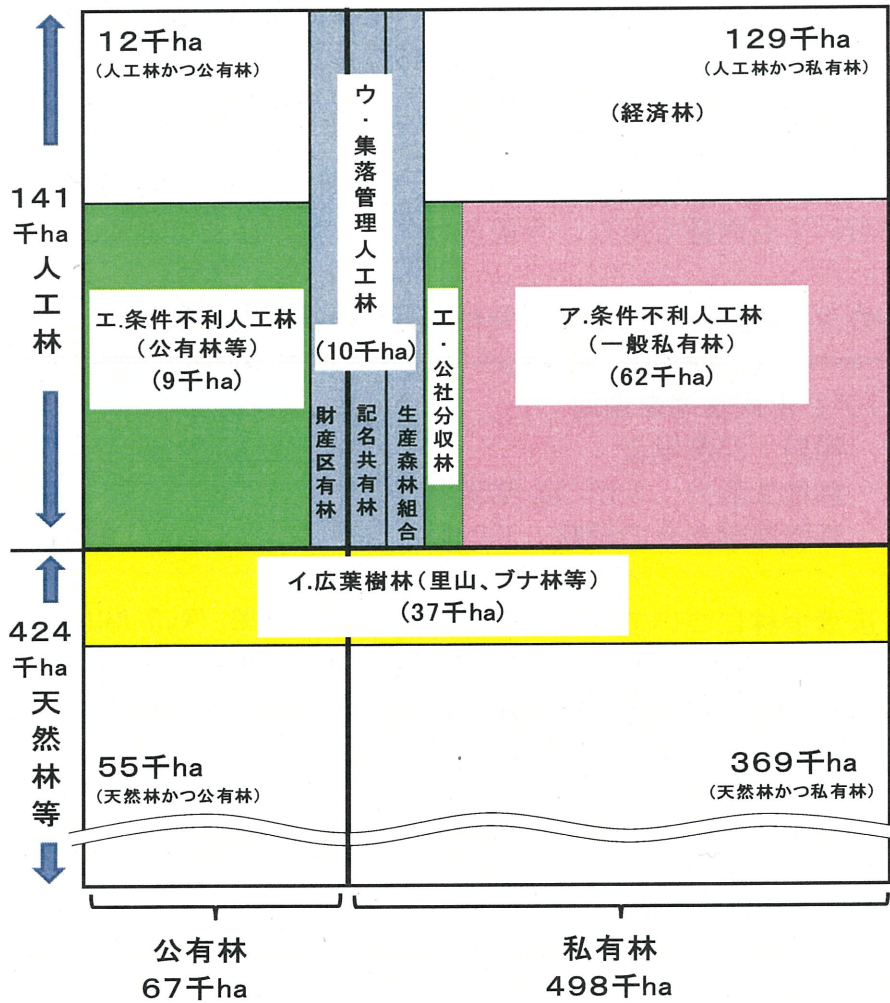 12千ha
(人工林かつ公有林)
129千ha
(人工林かつ私有林)
(経済林)
ウ・集落管理人工林
(10千ha)
141
千ha
人工林
エ.条件不利人工林
(公有林等)
(9千ha)
財産区有林
記名共有林
生産森林組合
エ・公社分収林
ア.条件不利人工林
(一般私有林)
(62千ha)
イ.広葉樹林(里山、ブナ林等)
(37千ha)
424
千ha
天然林等
55千ha
(天然林かつ公有林)
369千ha
(天然林かつ私有林)
公有林
67千ha
私有林
498千ha